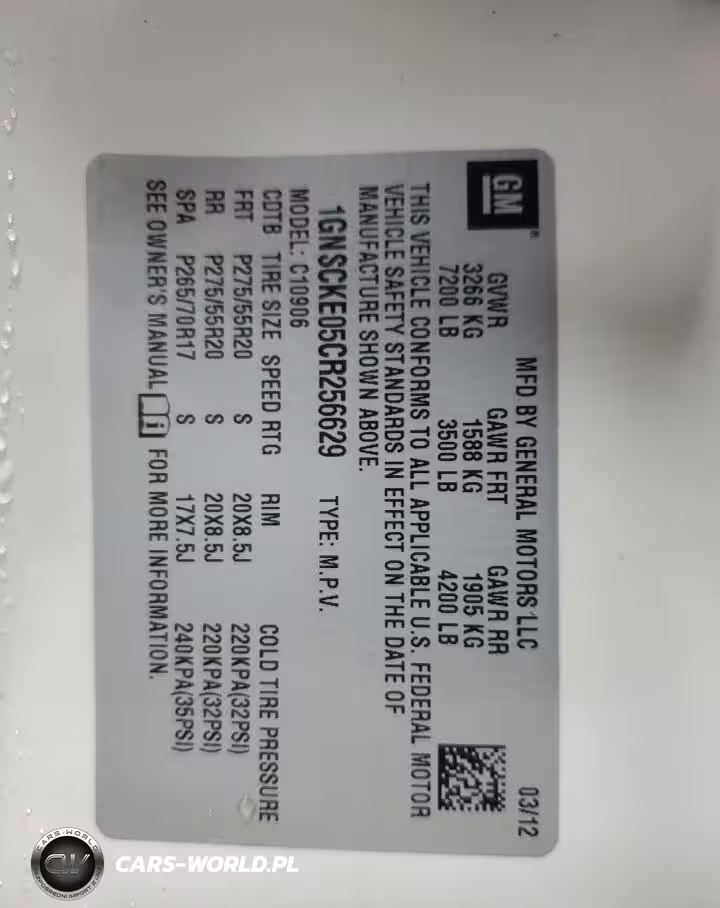 GM
MFD BY GENERAL MOTORS LLC 03/12
GVWR GAWR FRT GAWR RR
3266 KG 1588 KG 1905 KG
7200 LB 3500 LB 4200 LB
THIS VEHICLE CONFORMS TO ALL APPLICABLE U.S. FEDERAL MOTOR
VEHICLE SAFETY STANDARDS IN EFFECT ON THE DATE OF
MANUFACTURE SHOWN ABOVE.
1GNSCKE05CR256629 TYPE: M.P.V.
MODEL: C10906
CDTB TIRE SIZE SPEED RTG RIM COLD TIRE PRESSURE
FRT P275/55R20 S 20X8.5J 220KPA(32PSI)
RR P275/55R20 S 20X8.5J 220KPA(32PSI)
SPA P265/70R17 S 17X7.5J 240KPA(35PSI)
SEE OWNER'S MANUAL FOR MORE INFORMATION.
CARS-WORLD
CW
CARS-WORLD.PL